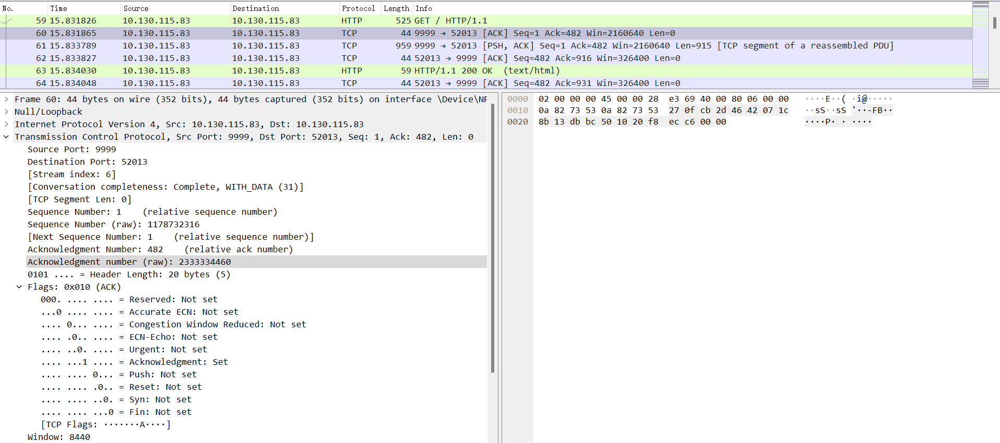 No. Time Source Destination Protocol Length Info
59 15.831826 10.130.115.83 10.130.115.83 HTTP 525 GET / HTTP/1.1
60 15.831865 10.130.115.83 10.130.115.83 TCP 44 9999 → 52013 [ACK] Seq=1 Ack=482 Win=2160640 Len=0
61 15.833789 10.130.115.83 10.130.115.83 TCP 959 9999 → 52013 [PSH, ACK] Seq=1 Ack=482 Win=2160640 Len=915 [TCP segment of a reassembled PDU]
62 15.833827 10.130.115.83 10.130.115.83 TCP 44 52013 → 9999 [ACK] Seq=482 Ack=916 Win=326400 Len=0
63 15.834030 10.130.115.83 10.130.115.83 HTTP 59 HTTP/1.1 200 OK (text/html)
64 15.834048 10.130.115.83 10.130.115.83 TCP 44 52013 → 9999 [ACK] Seq=482 Ack=931 Win=326400 Len=0
Frame 60: 44 bytes on wire (352 bits), 44 bytes captured (352 bits) on interface \Device\NF
Null/Loopback
Internet Protocol Version 4, Src: 10.130.115.83, Dst: 10.130.115.83
Transmission Control Protocol, Src Port: 9999, Dst Port: 52013, Seq: 1, Ack: 482, Len: 0
Source Port: 9999
Destination Port: 52013
[Stream index: 6]
[Conversation completeness: Complete, WITH_DATA (31)]
[TCP Segment Len: 0]
Sequence Number: 1 (relative sequence number)
Sequence Number (raw): 1178732316
[Next Sequence Number: 1 (relative sequence number)]
Acknowledgment Number: 482 (relative ack number)
Acknowledgment number (raw): 2333334460
0101 .... = Header Length: 20 bytes (5)
Flags: 0x010 (ACK)
000. .... .... = Reserved: Not set
...0 .... .... = Accurate ECN: Not set
.... 0... .... = Congestion Window Reduced: Not set
.... .0.. .... = ECN-Echo: Not set
.... ..0. .... = Urgent: Not set
.... ...1 .... = Acknowledgment: Set
.... .... 0... = Push: Not set
.... .... .0.. = Reset: Not set
.... .... ..0. = Syn: Not set
.... .... ...0 = Fin: Not set
[TCP Flags: ·······A····]
Window: 8440
0000 02 00 00 00 45 00 00 28 e3 69 40 00 80 06 00 00 ····E··( ·i@·····
0010 0a 82 73 53 0a 82 73 53 27 0f cb 2d 46 42 07 1c ··sS··sS '··-FB··
0020 8b 13 db bc 50 10 20 f8 ec c6 00 00 ····P· · ····